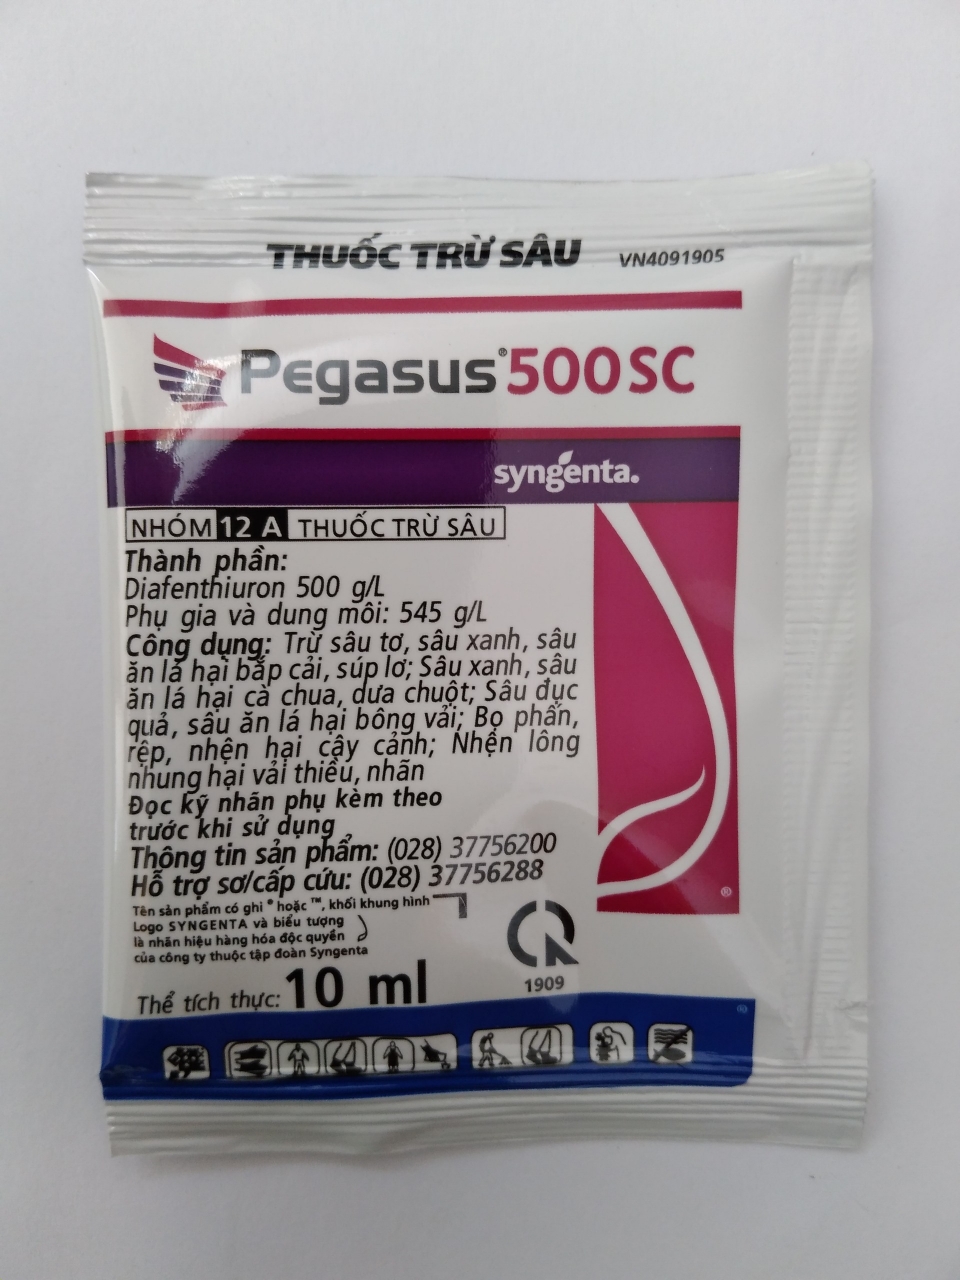 THUỐC TRỪ SÂU VN4091905
Pegasus® 500SC
syngenta.
NHÓM 12 A THUỐC TRỪ SÂU
Thành phần:
Diafenthiuron 500 g/L
Phụ gia và dung môi: 545 g/L
Công dụng: Trừ sâu tơ, sâu xanh, sâu
ăn lá hại bắp cải, súp lơ; Sâu xanh, sâu
ăn lá hại cà chua, dưa chuột; Sâu đục
quả, sâu ăn lá hại bông vải; Bọ phấn,
rệp, nhện hại cây cảnh; Nhện lông
nhung hại vải thiều, nhãn
Đọc kỹ nhãn phụ kèm theo
trước khi sử dụng
Thông tin sản phẩm: (028) 37756200
Hỗ trợ sơ/cấp cứu: (028) 37756288
Tên sản phẩm có ghi ® hoặc ™, khối khung hình
Logo SYNGENTA và biểu tượng
là nhãn hiệu hàng hóa độc quyền
của công ty thuộc tập đoàn Syngenta
®
1909
Thể tích thực: 10 ml
®